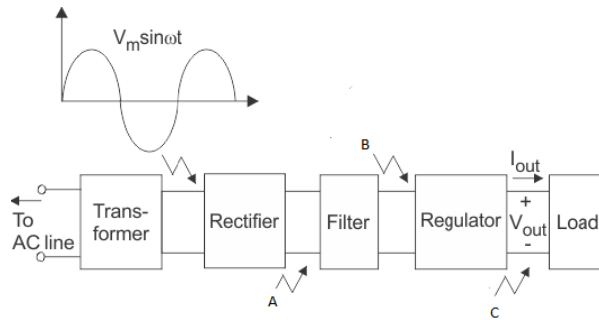 Vmsinωt
B
Iout
To
AC line
Trans-
former
Rectifier
Filter
Regulator
+
Vout
-
Load
A
C